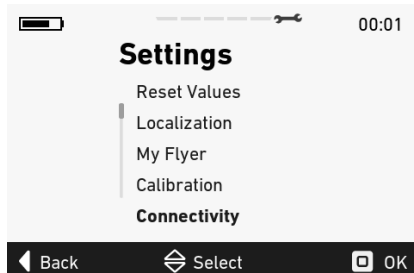 00:01
Settings
Reset Values
Localization
My Flyer
Calibration
Connectivity
Back Select OK